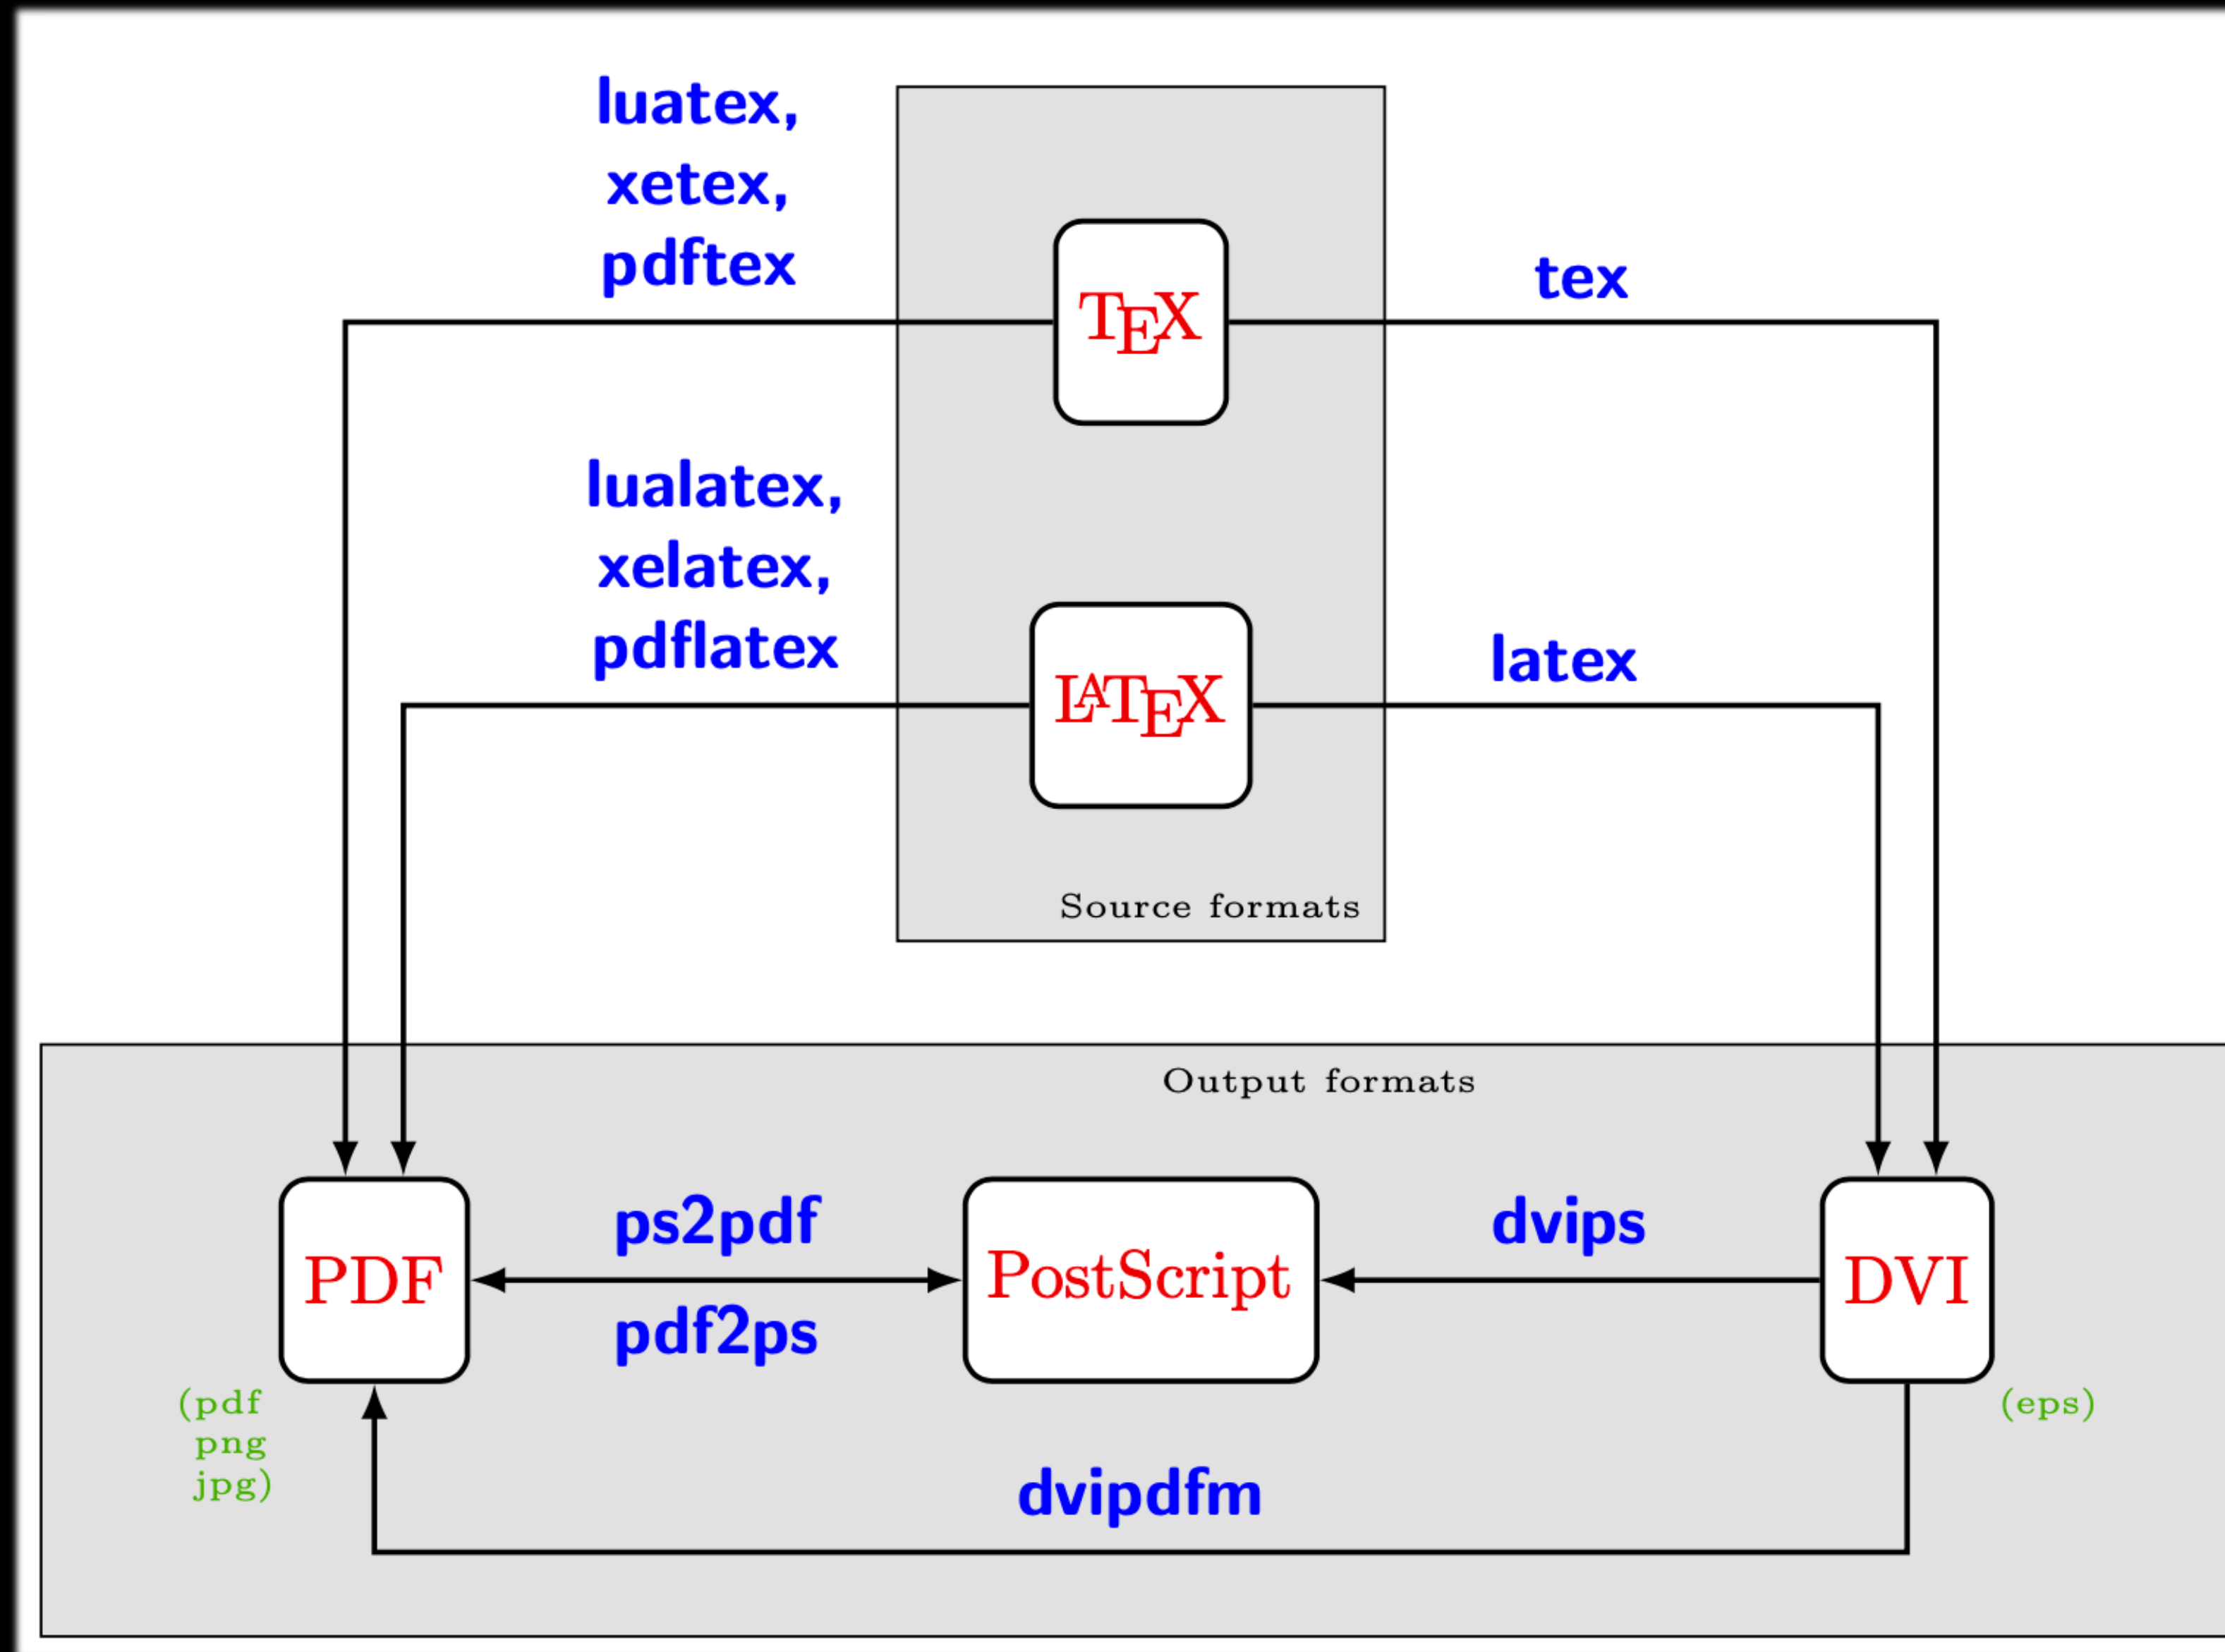 luatex,
xetex,
pdftex
TEX
tex
lualatex,
xelatex,
pdflatex
LATEX
latex
Source formats
Output formats
PDF
ps2pdf
pdf2ps
PostScript
dvips
DVI
(pdf
png
jpg)
(eps)
dvipdfm